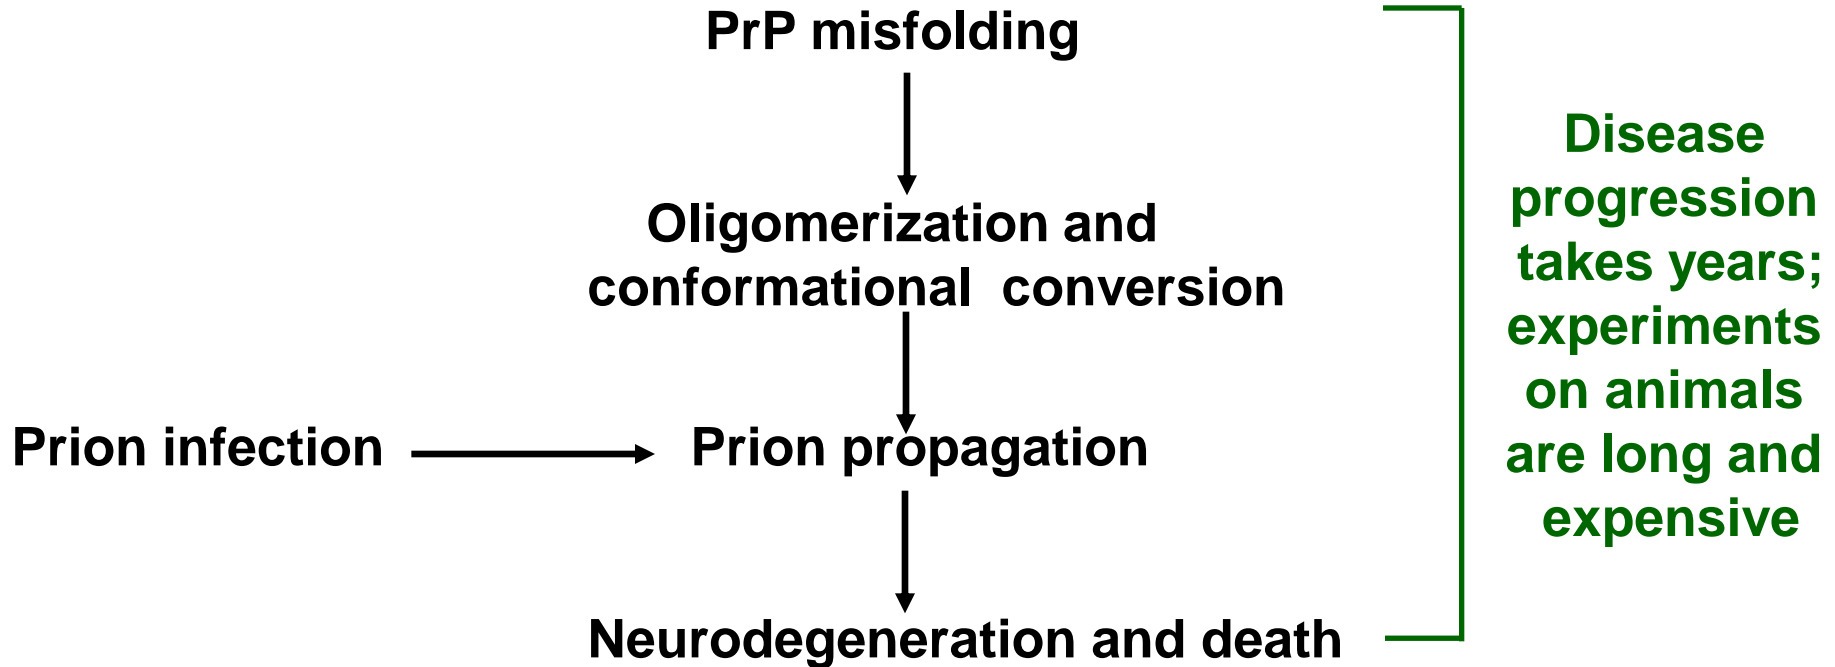 PrP misfolding
Oligomerization and
conformational conversion
Prion infection
Prion propagation
Neurodegeneration and death
Disease
progression
takes years;
experiments
on animals
are long and
expensive